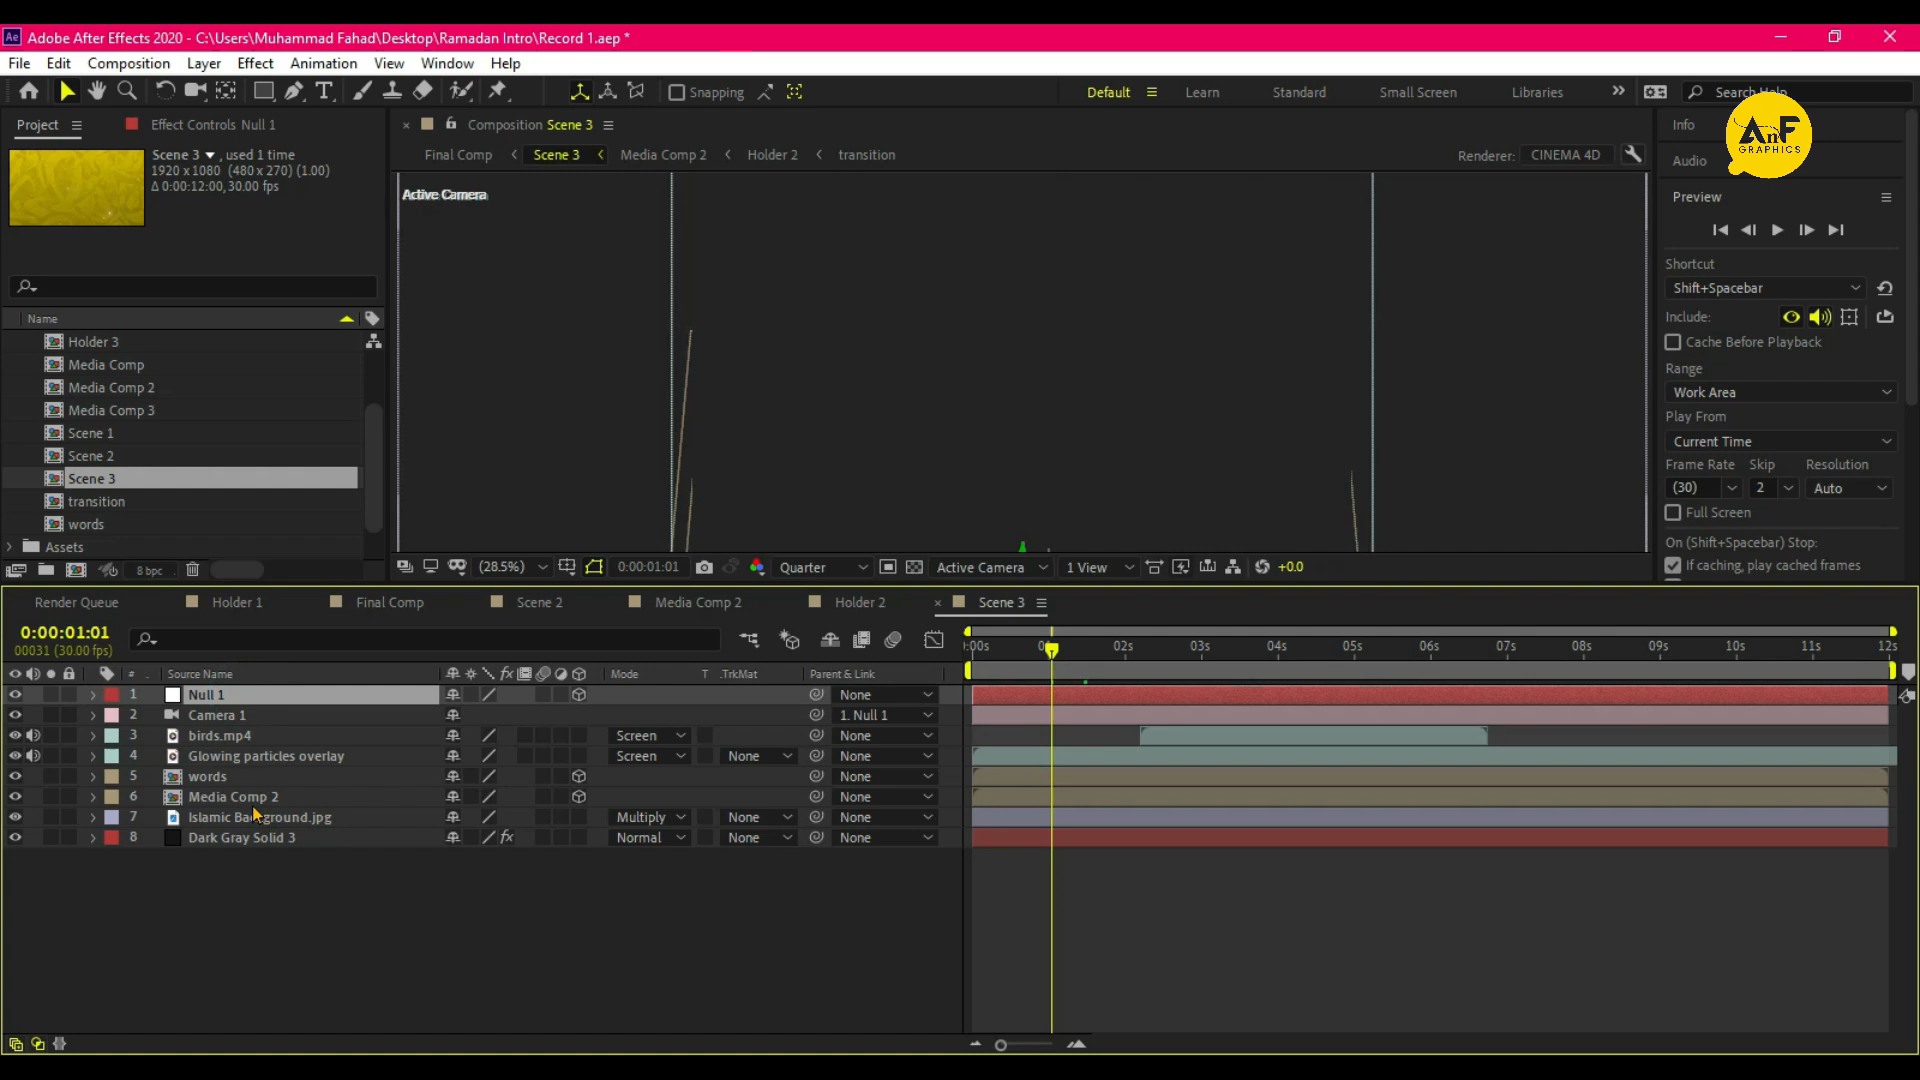 Adobe After Effects 2020 - C:\Users\Muhammad Fahad\Desktop\Ramadan Intro\Record 1.aep *
File Edit Composition Layer Effect Animation View Window Help
Snapping Default Learn Standard Small Screen Libraries Search Help
AnF
GRAPHICS
Project Effect Controls Null 1
Scene 3 , used 1 time
1920 x 1080 (480 x 270) (1.00)
Δ 0:00:12:00, 30.00 fps
Name
Holder 3
Media Comp
Media Comp 2
Media Comp 3
Scene 1
Scene 2
Scene 3
transition
words
Assets
8 bpc
Composition Scene 3
Final Comp Scene 3 Media Comp 2 Holder 2 transition
Renderer: CINEMA 4D
Active Camera
(28.5%) 0:00:01:01 Quarter Active Camera 1 View +0.0
Info
Audio
Preview
Shortcut
Shift+Spacebar
Include:
Cache Before Playback
Range
Work Area
Play From
Current Time
Frame Rate Skip Resolution
(30) 2 Auto
Full Screen
On (Shift+Spacebar) Stop:
If caching, play cached frames
Render Queue Holder 1 Final Comp Scene 2 Media Comp 2 Holder 2 Scene 3
0:00:01:01
00031 (30.00 fps)
:00s 02s 03s 04s 05s 06s 07s 08s 09s 10s 11s 12s
# Source Name fx Mode T .TrkMat Parent & Link
1 Null 1 None
2 Camera 1 1. Null 1
3 birds.mp4 Screen None
4 Glowing particles overlay Screen None None
5 words None
6 Media Comp 2 None
7 Islamic Background.jpg Multiply None None
8 Dark Gray Solid 3 fx Normal None None